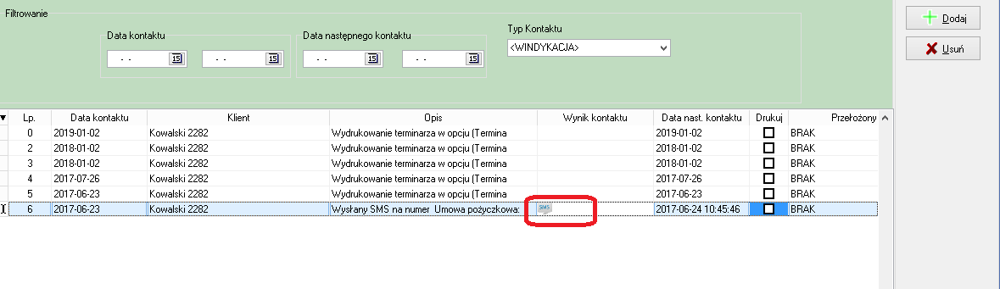 Filtrowanie
Data kontaktu
Data następnego kontaktu
Typ Kontaktu
- - 15 - - 15 - - 15 - - 15 <WINDYKACJA>
Dodaj
Usuń
Lp. Data kontaktu Klient Opis Wynik kontaktu Data nast. kontaktu Drukuj Przełożony
0 2019-01-02 Kowalski 2282 Wydrukowanie terminarza w opcju (Termina 2019-01-02 BRAK
2 2018-01-02 Kowalski 2282 Wydrukowanie terminarza w opcju (Termina 2018-01-02 BRAK
3 2018-01-02 Kowalski 2282 Wydrukowanie terminarza w opcju (Termina 2018-01-02 BRAK
4 2017-07-26 Kowalski 2282 Wydrukowanie terminarza w opcju (Termina 2017-07-26 BRAK
5 2017-06-23 Kowalski 2282 Wydrukowanie terminarza w opcju (Termina 2017-06-23 BRAK
6 2017-06-23 Kowalski 2282 Wysłany SMS na numer Umowa pożyczkowa: SMS 2017-06-24 10:45:46 BRAK